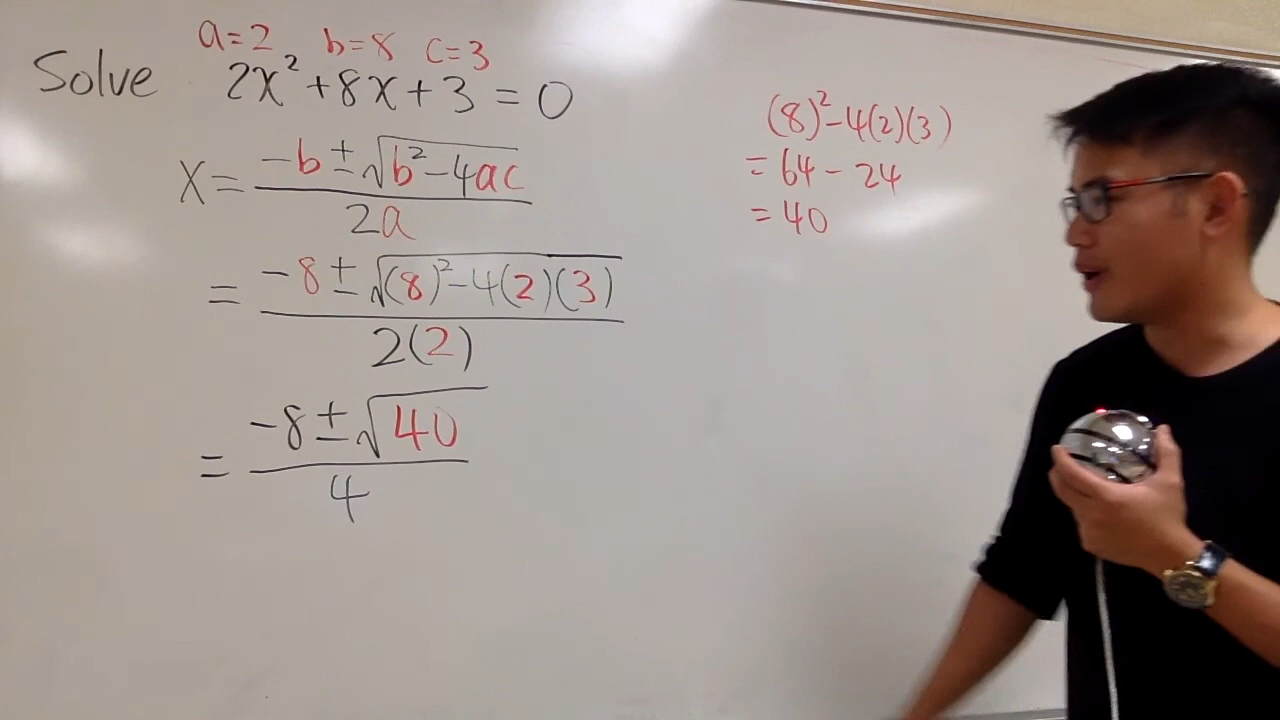 a=2 b=8 c=3
Solve 2x²+8x+3=0
x = (-b ± √(b²-4ac)) / 2a
= (-8 ± √((8)²-4(2)(3))) / 2(2)
= (-8 ± √40) / 4
(8)²-4(2)(3)
= 64 - 24
= 40